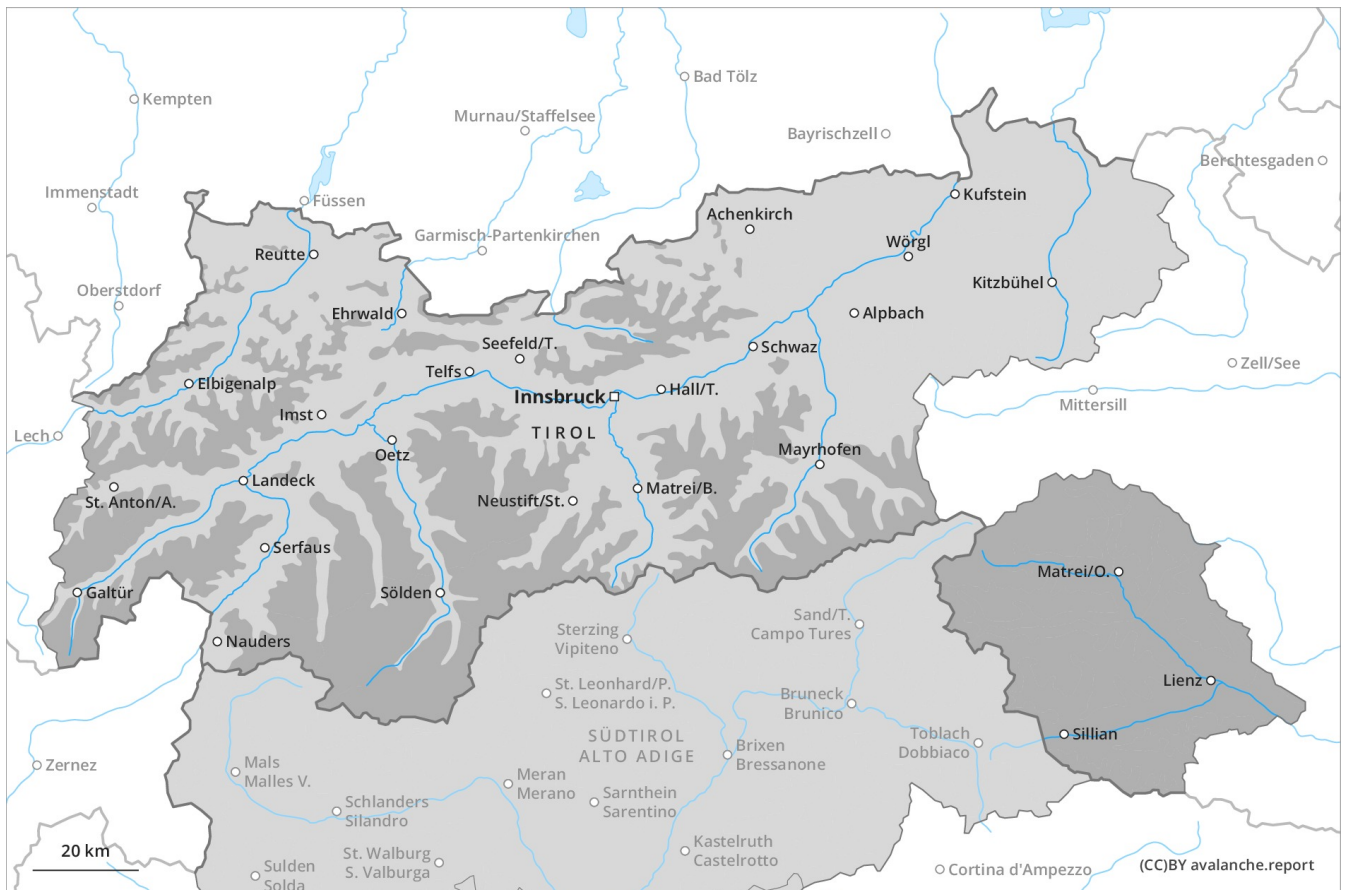 Bad Tölz
Kempten
Murnau/Staffelsee
Bayrischzell
Berchtesgaden
Immenstadt
Füssen
Kufstein
Achenkirch
Garmisch-Partenkirchen
Wörgl
Reutte
Oberstdorf
Kitzbühel
Ehrwald
Alpbach
Seefeld/T.
Schwaz
Zell/See
Telfs
Elbigenalp
Hall/T.
Innsbruck
Mittersill
Imst
Lech
TIROL
Oetz
Mayrhofen
Landeck
Matrei/B.
St. Anton/A.
Neustift/St.
Serfaus
Matrei/O.
Galtür
Sölden
Sand/T.
Campo Tures
Sterzing
Vipiteno
Nauders
Lienz
St. Leonhard/P.
S. Leonardo i. P.
Bruneck
Brunico
Sillian
SÜDTIROL
ALTO ADIGE
Toblach
Dobbiaco
Brixen
Bressanone
Zernez
Mals
Malles V.
Meran
Merano
Sarnthein
Sarentino
Schlanders
Silandro
Kastelruth
Castelrotto
20 km
St. Walburg
S. Valburga
Sulden
Solda
Cortina d'Ampezzo
(CC)BY avalanche.report